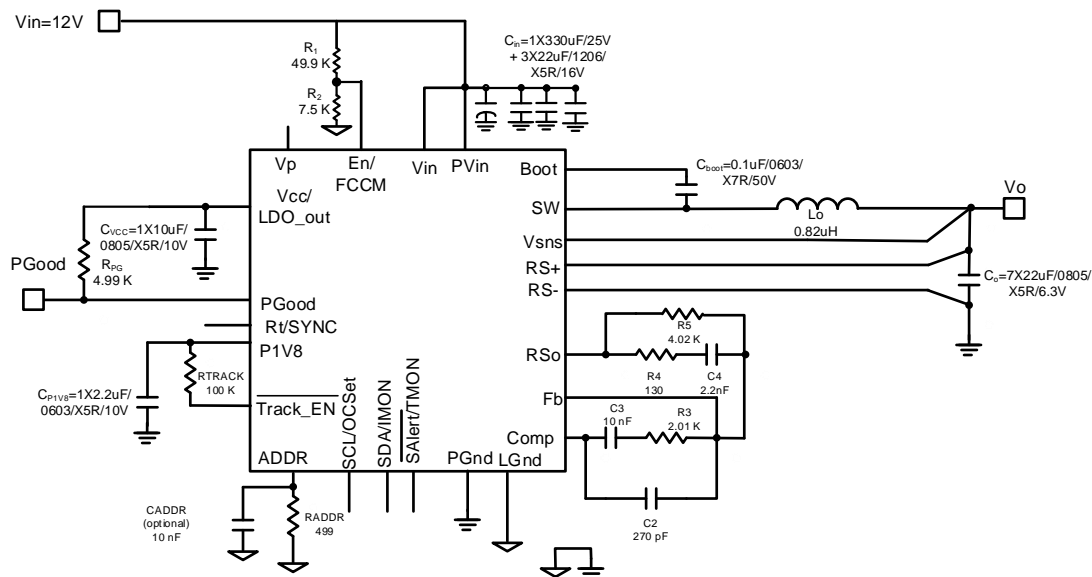 Vin=12V
R1
49.9 K
R2
7.5 K
Cin=1X330uF/25V
+ 3X22uF/1206/
X5R/16V
Vp
En/
FCCM
Vin
PVin
Boot
Cboot=0.1uF/0603/
X7R/50V
Vcc/
LDO_out
SW
Lo
0.82uH
Vo
CVCC=1X10uF/
0805/X5R/10V
Vsns
RS+
RS-
PGood
RPG
4.99 K
Co=7X22uF/0805/
X5R/6.3V
PGood
Rt/SYNC
P1V8
R5
4.02 K
RSo
RTRACK
100 K
CP1V8=1X2.2uF/
0603/X5R/10V
R4
130
C4
2.2nF
Track_EN
Fb
C3
10 nF
R3
2.01 K
Comp
ADDR
SCL/OCSet
SDA/IMON
SAlert/TMON
PGnd
LGnd
CADDR
(optional)
10 nF
RADDR
499
C2
270 pF